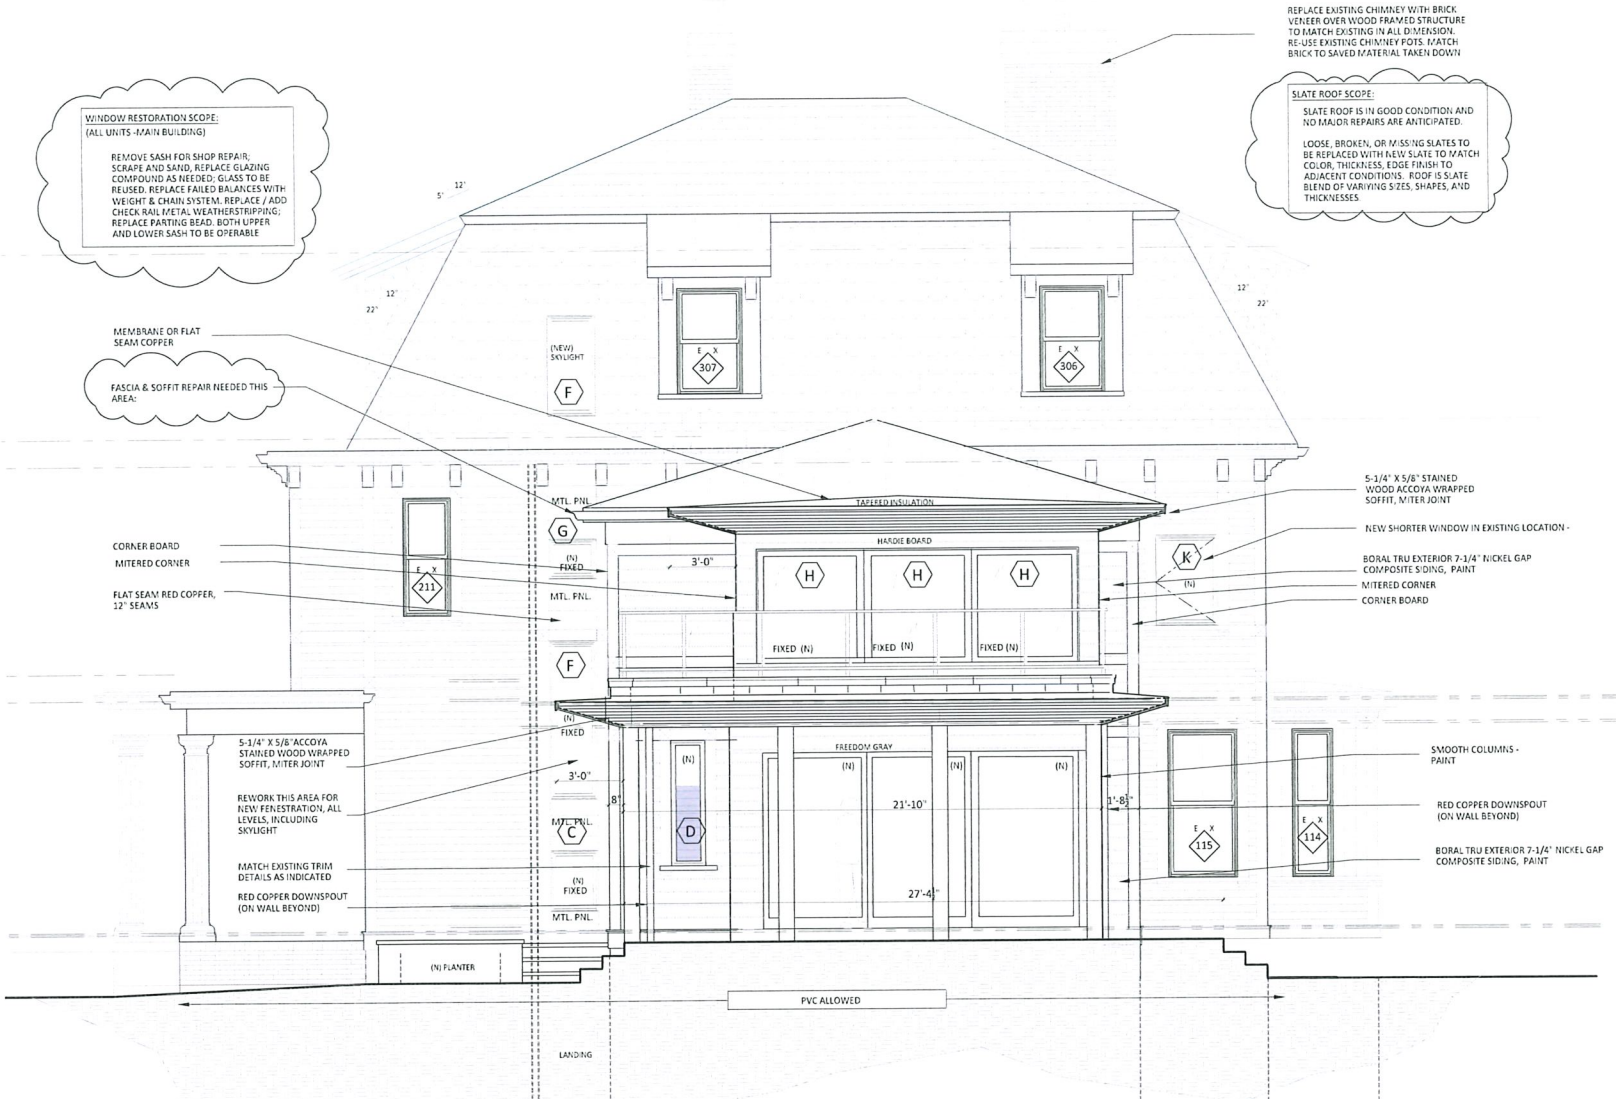 REPLACE EXISTING CHIMNEY WITH BRICK
VENEER OVER WOOD FRAMED STRUCTURE
TO MATCH EXISTING IN ALL DIMENSION.
RE-USE EXISTING CHIMNEY POTS. MATCH
BRICK TO SAVED MATERIAL TAKEN DOWN
WINDOW RESTORATION SCOPE:
(ALL UNITS -MAIN BUILDING)
REMOVE SASH FOR SHOP REPAIR;
SCRAPE AND SAND, REPLACE GLAZING
COMPOUND AS NEEDED; GLASS TO BE
REUSED. REPLACE FAILED BALANCES WITH
WEIGHT & CHAIN SYSTEM. REPLACE / ADD
CHECK RAIL METAL WEATHERSTRIPPING;
REPLACE PARTING BEAD. BOTH UPPER
AND LOWER SASH TO BE OPERABLE
SLATE ROOF SCOPE:
SLATE ROOF IS IN GOOD CONDITION AND
NO MAJOR REPAIRS ARE ANTICIPATED.
LOOSE, BROKEN, OR MISSING SLATES TO
BE REPLACED WITH NEW SLATE TO MATCH
COLOR, THICKNESS, EDGE FINISH TO
ADJACENT CONDITIONS. ROOF IS SLATE
BLEND OF VARIYING SIZES, SHAPES, AND
THICKNESSES.
12"
5"
12"
22"
12"
22"
MEMBRANE OR FLAT
SEAM COPPER
FASCIA & SOFFIT REPAIR NEEDED THIS
AREA:
(NEW)
SKYLIGHT
F
E X
307
E X
306
CORNER BOARD
MITERED CORNER
FLAT SEAM RED COPPER,
12" SEAMS
E X
211
MTL. PNL.
G
(N)
FIXED
MTL. PNL.
F
(N)
FIXED
TAPERED INSULATION
HARDIE BOARD
3'-0"
H
H
H
FIXED (N)
FIXED (N)
FIXED (N)
K
(N)
5-1/4" X 5/8" STAINED
WOOD ACCOYA WRAPPED
SOFFIT, MITER JOINT
NEW SHORTER WINDOW IN EXISTING LOCATION -
BORAL TRU EXTERIOR 7-1/4" NICKEL GAP
COMPOSITE SIDING, PAINT
MITERED CORNER
CORNER BOARD
5-1/4" X 5/8"ACCOYA
STAINED WOOD WRAPPED
SOFFIT, MITER JOINT
REWORK THIS AREA FOR
NEW FENESTRATION, ALL
LEVELS, INCLUDING
SKYLIGHT
MATCH EXISTING TRIM
DETAILS AS INDICATED
RED COPPER DOWNSPOUT
(ON WALL BEYOND)
3'-0"
8"
MTL. PNL.
C
(N)
FIXED
MTL. PNL.
(N)
D
FREEDOM GRAY
(N)
(N)
(N)
21'-10"
1'-8½"
27'-4½"
E X
115
E X
114
SMOOTH COLUMNS -
PAINT
RED COPPER DOWNSPOUT
(ON WALL BEYOND)
BORAL TRU EXTERIOR 7-1/4" NICKEL GAP
COMPOSITE SIDING, PAINT
(N) PLANTER
PVC ALLOWED
LANDING